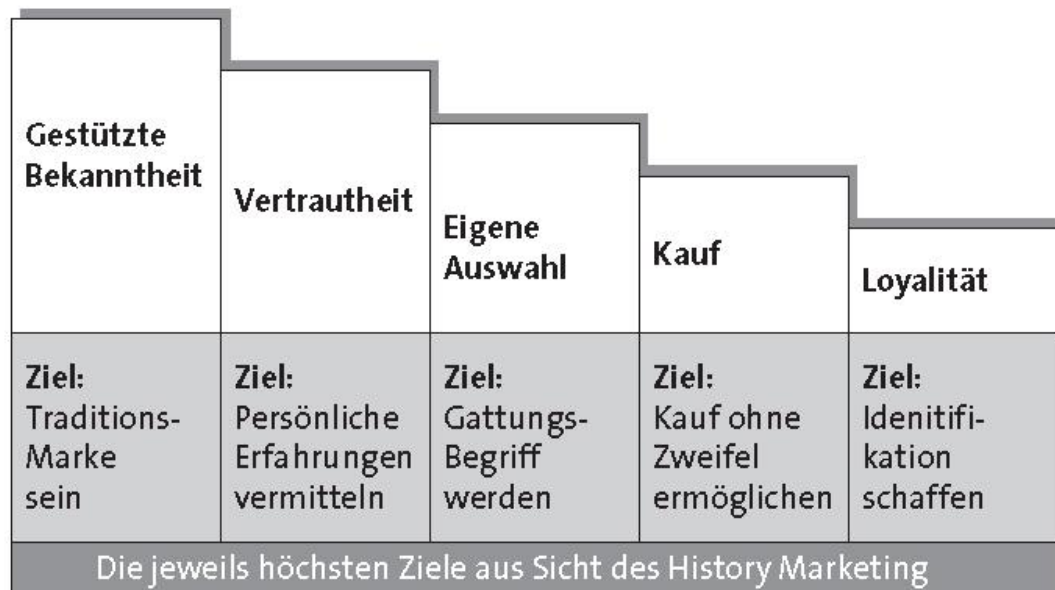 Gestützte
Bekanntheit
Vertrautheit
Eigene
Auswahl
Kauf
Loyalität
Ziel:
Traditions-
Marke
sein
Ziel:
Persönliche
Erfahrungen
vermitteln
Ziel:
Gattungs-
Begriff
werden
Ziel:
Kauf ohne
Zweifel
ermöglichen
Ziel:
Idenitifi-
kation
schaffen
Die jeweils höchsten Ziele aus Sicht des History Marketing